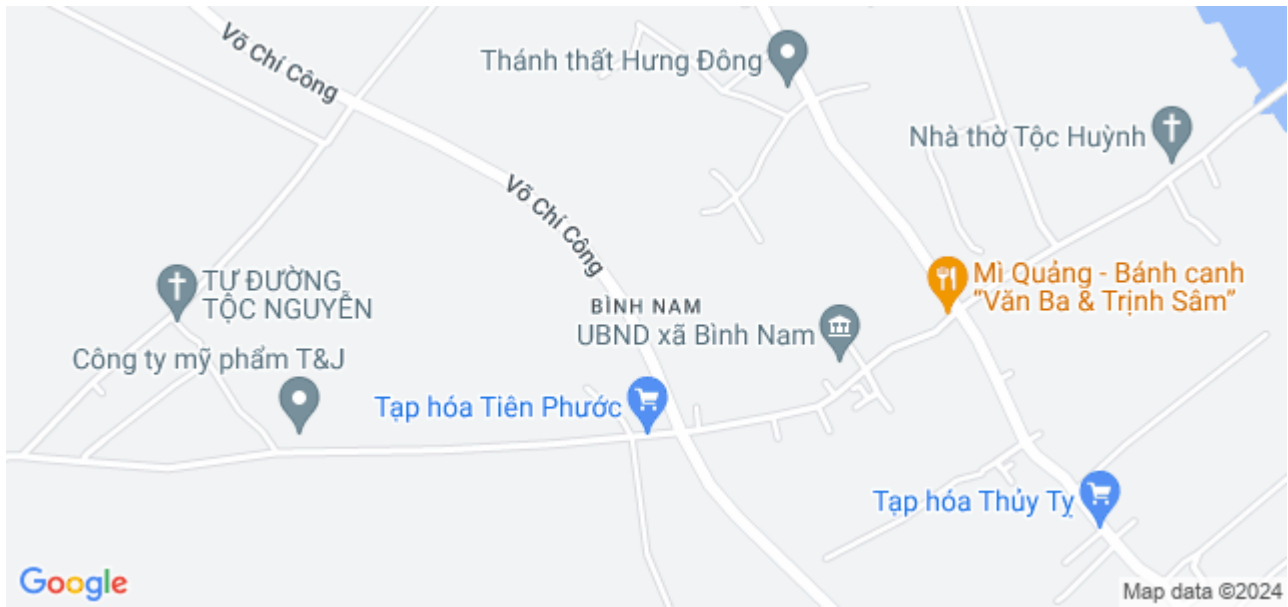 Võ Chí Công
Thánh thất Hưng Đông
Nhà thờ Tộc Huỳnh
Võ Chí Công
TỰ ĐƯỜNG
TỘC NGUYỄN
BÌNH NAM
Mì Quảng - Bánh canh
“Văn Ba & Trịnh Sâm”
UBND xã Bình Nam
Công ty mỹ phẩm T&J
Tạp hóa Tiên Phước
Tạp hóa Thủy Tỵ
Google
Map data ©2024